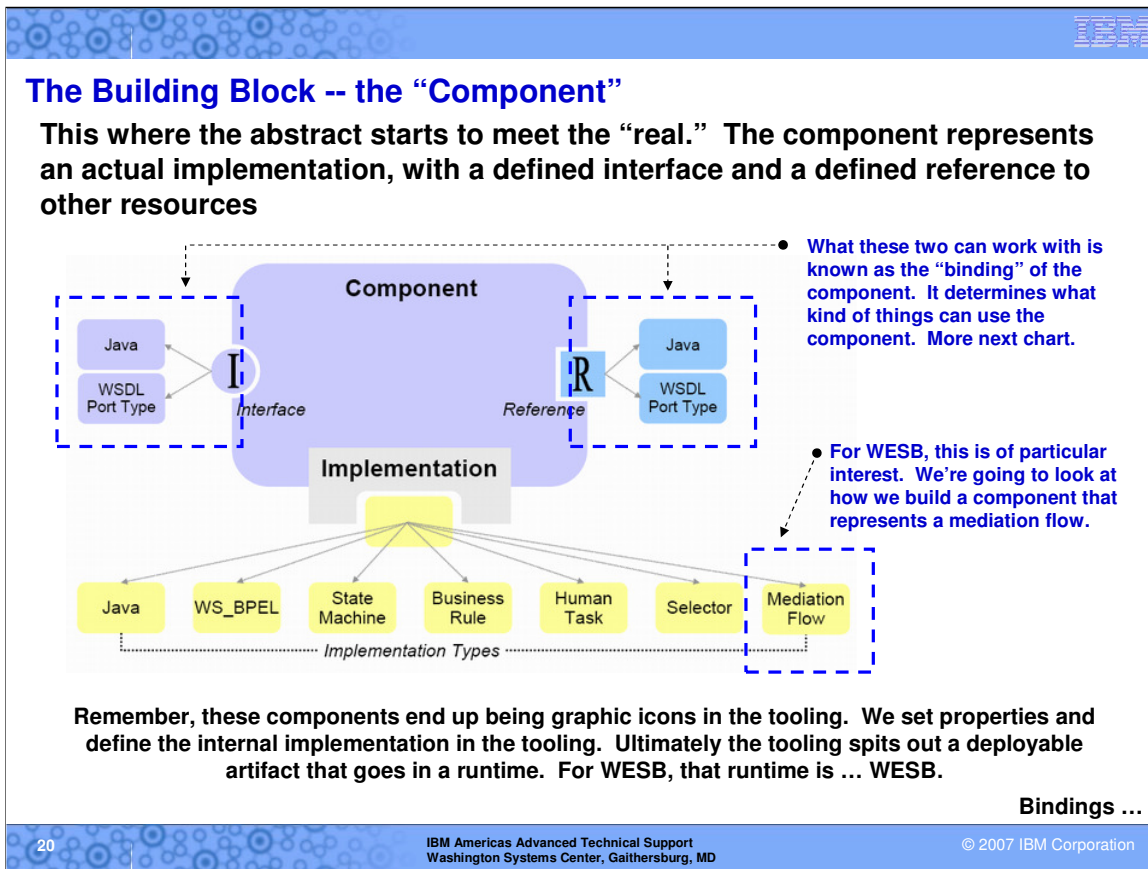 IBM
The Building Block -- the “Component”
This where the abstract starts to meet the “real.” The component represents
an actual implementation, with a defined interface and a defined reference to
other resources
What these two can work with is
known as the “binding” of the
component. It determines what
kind of things can use the
component. More next chart.
Component
Java
WSDL
Port Type
I
Interface
R
Reference
Java
WSDL
Port Type
For WESB, this is of particular
interest. We’re going to look at
how we build a component that
represents a mediation flow.
Implementation
Java
WS_BPEL
State
Machine
Business
Rule
Human
Task
Selector
Mediation
Flow
Implementation Types
Remember, these components end up being graphic icons in the tooling. We set properties and
define the internal implementation in the tooling. Ultimately the tooling spits out a deployable
artifact that goes in a runtime. For WESB, that runtime is … WESB.
Bindings …
20
IBM Americas Advanced Technical Support
Washington Systems Center, Gaithersburg, MD
© 2007 IBM Corporation